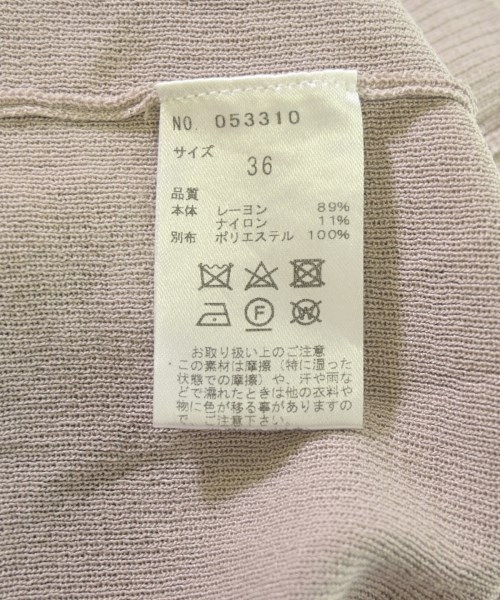 NO. 053310
サイズ
36
品質
本体 レーヨン 89%
ナイロン 11%
別布 ポリエステル 100%
F W
お取り扱い上のご注意
この素材は摩擦（特に湿った
状態での摩擦）や、汗や雨な
どで濡れたときは他の衣料や
物に色が移る事がありますの
で、ご注意下さい。